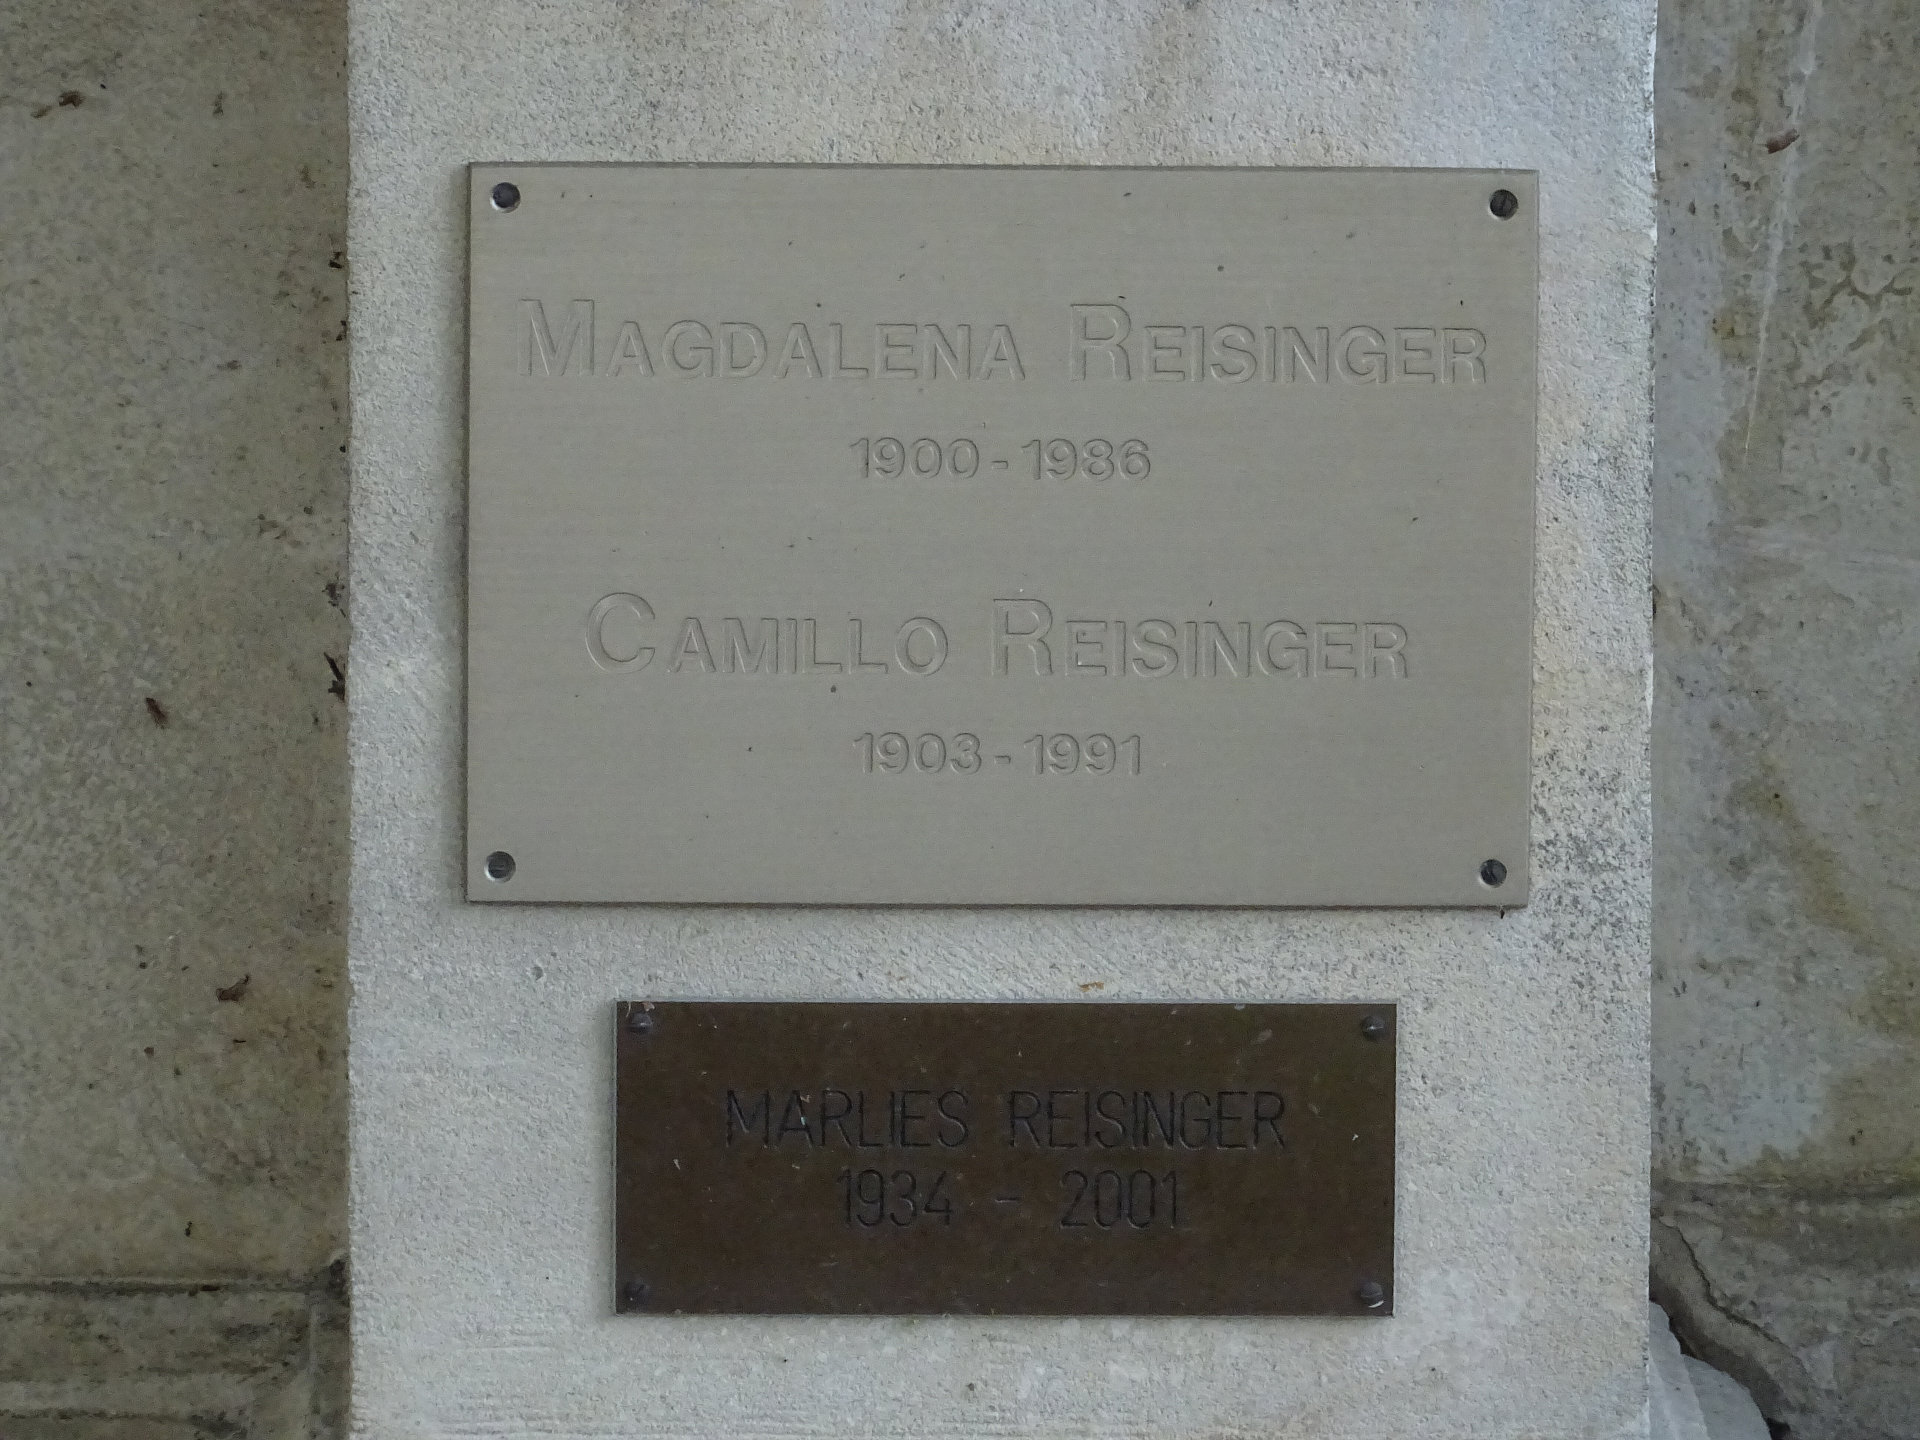 MAGDALENA REISINGER
1900 - 1986
CAMILLO REISINGER
1903 - 1991
MARLIES REISINGER
1934 - 2001